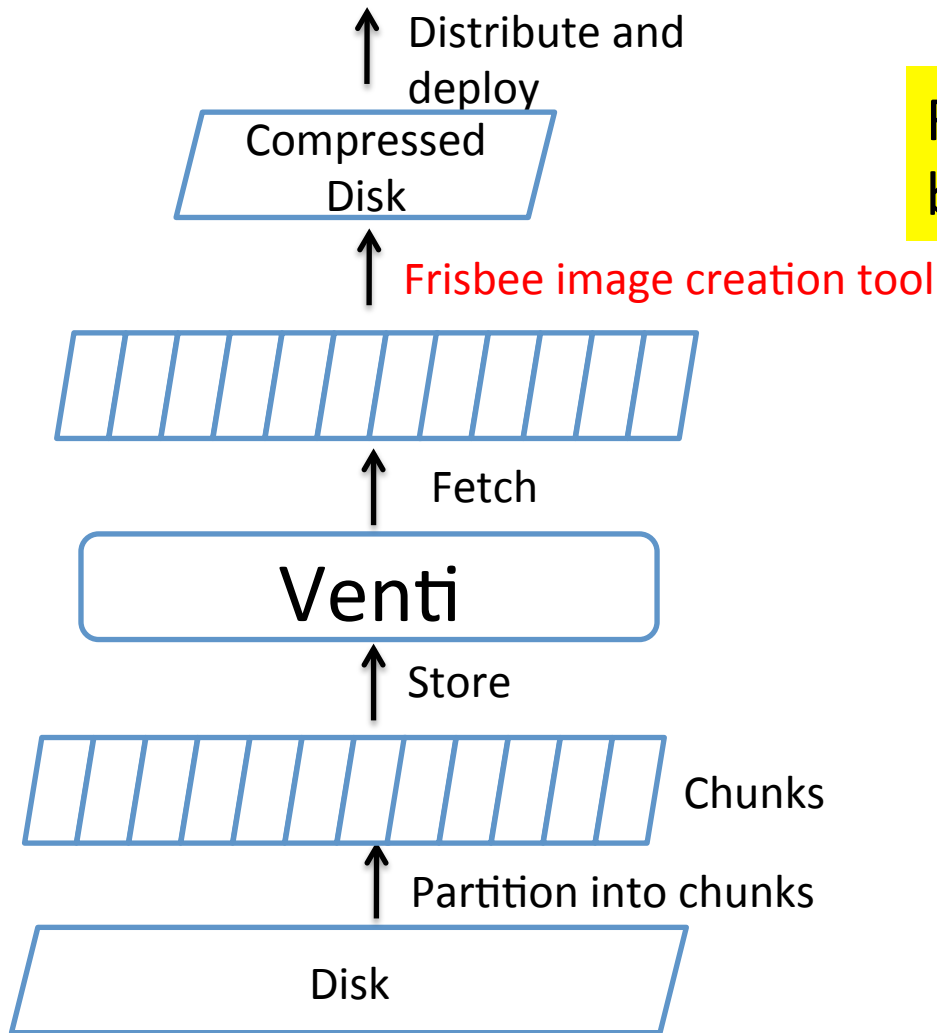 Distribute and
deploy
Compressed
Disk
Frisbee image creation tool
Fetch
Venti
Store
Chunks
Partition into chunks
Disk